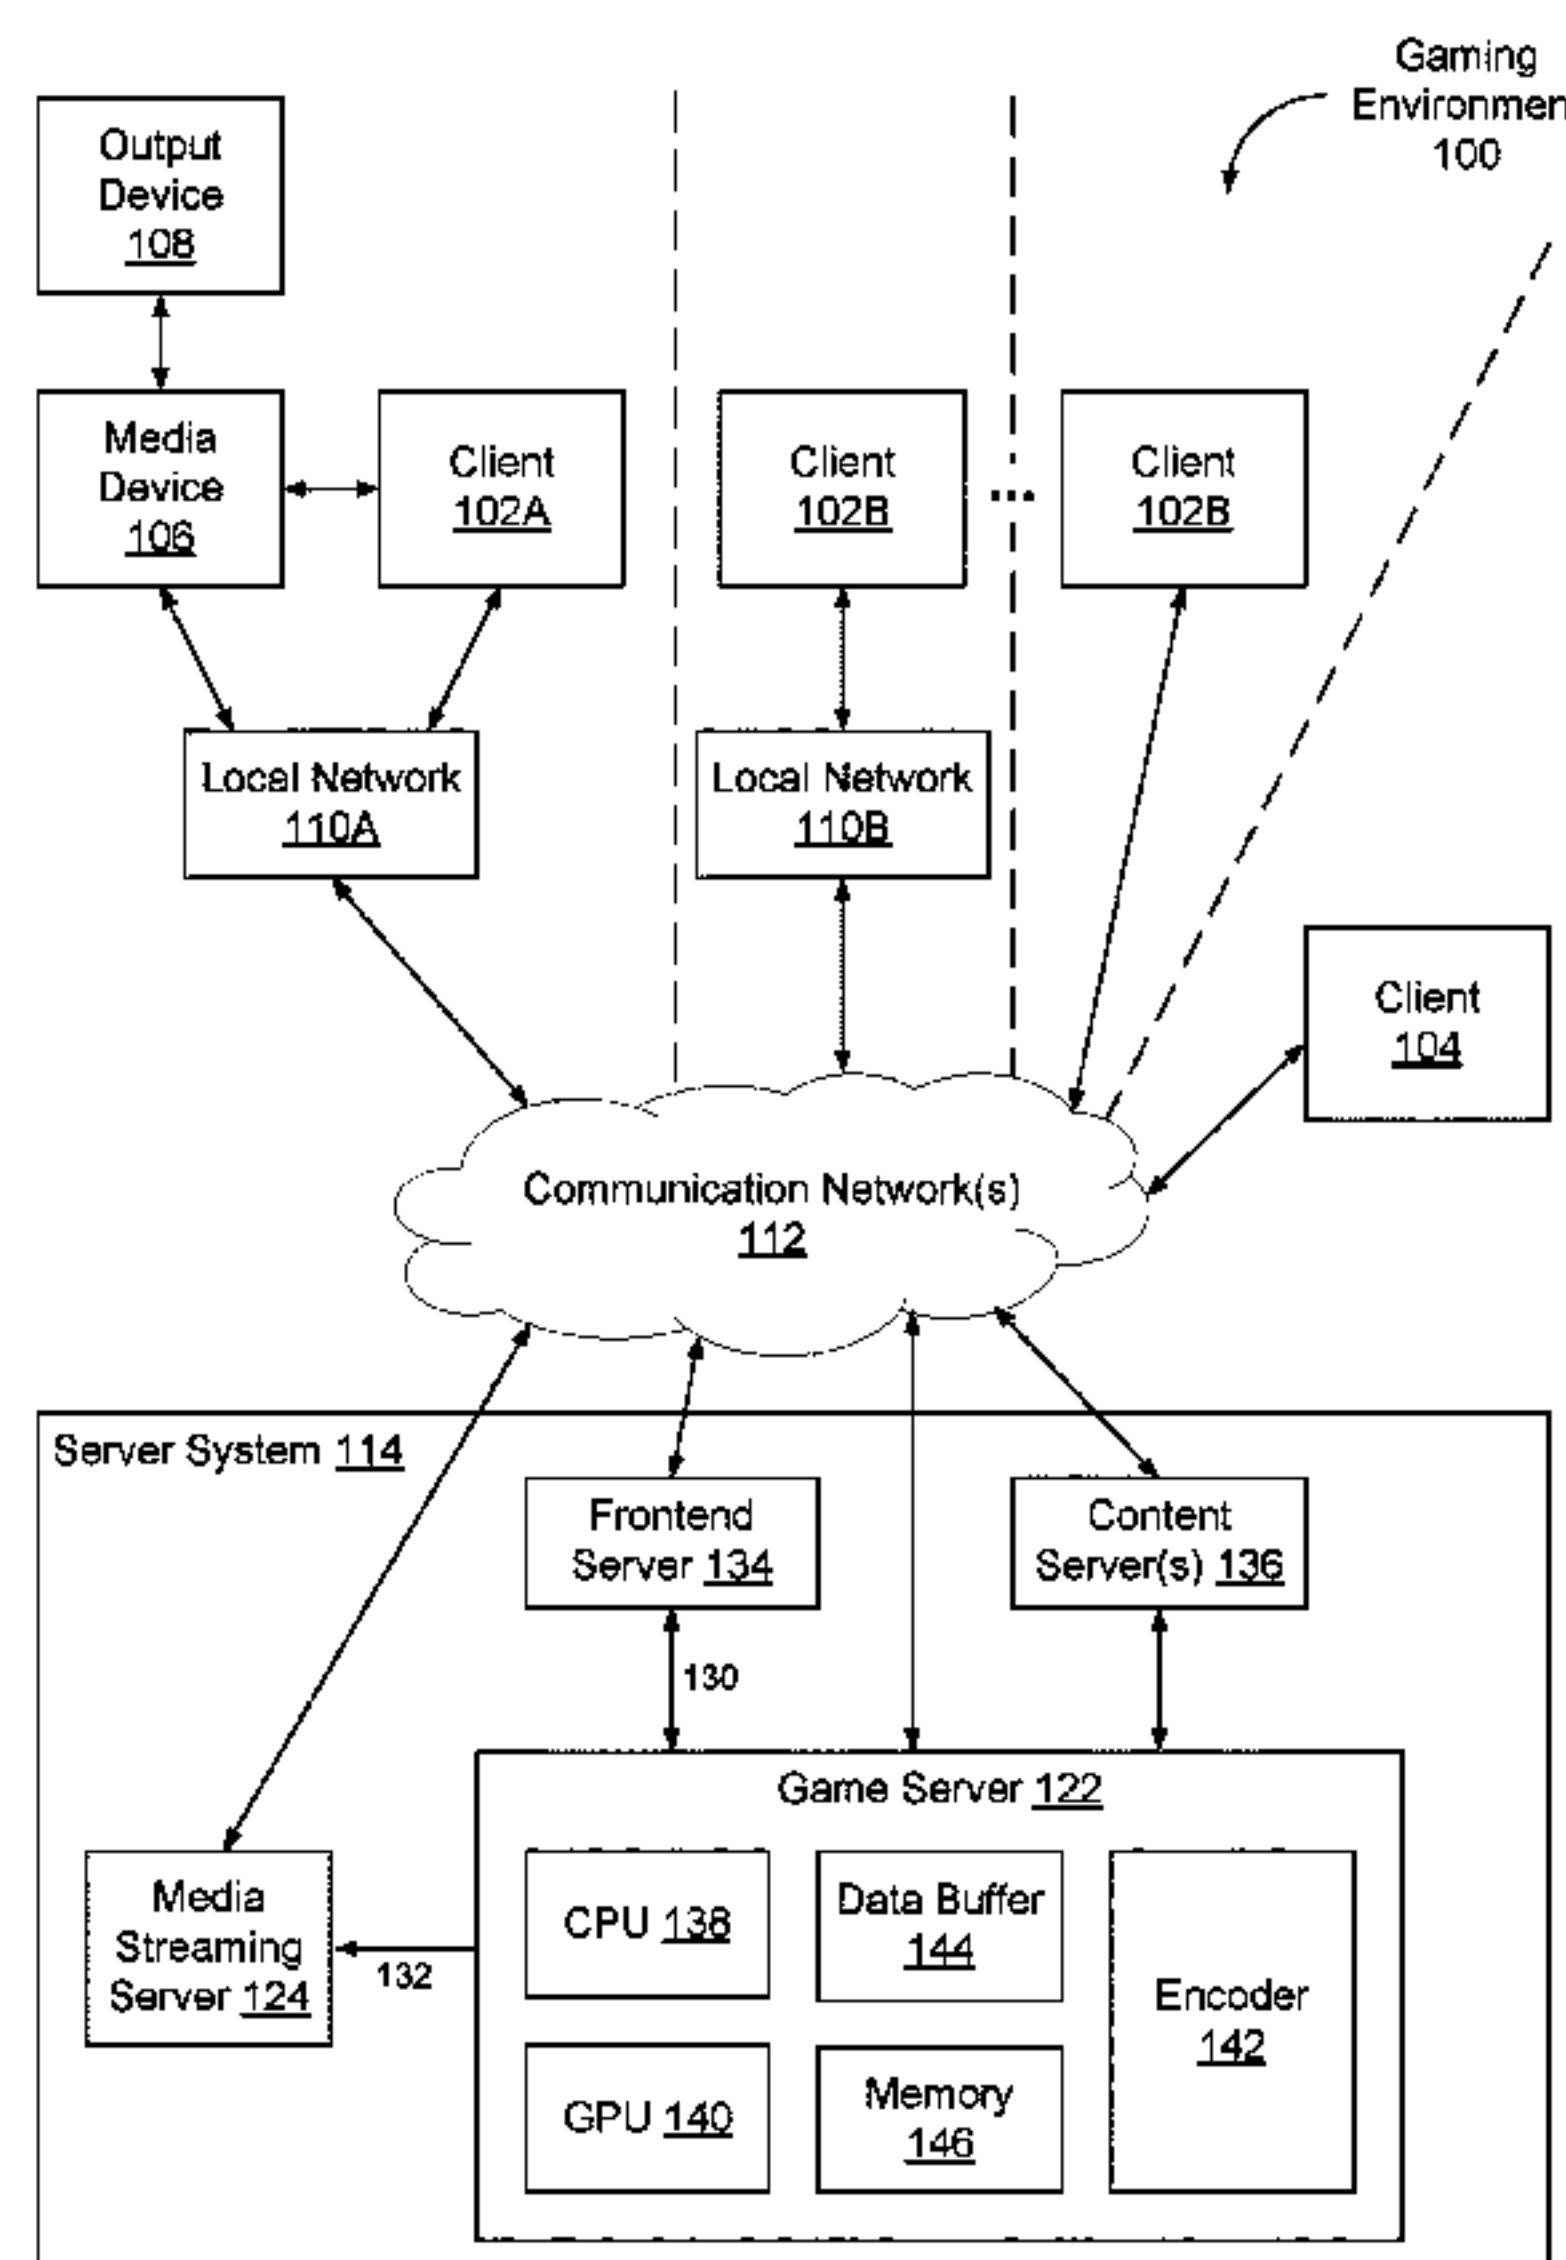 Gaming
Environmen
100
Output
Device
108
Media
Device
106
Client
102A
Client
102B
...
Client
102B
Local Network
110A
Local Network
110B
Client
104
Communication Network(s)
112
Server System 114
Frontend
Server 134
Content
Server(s) 136
130
Game Server 122
Media
Streaming
Server 124
132
CPU 138
Data Buffer
144
Encoder
142
GPU 140
Memory
146